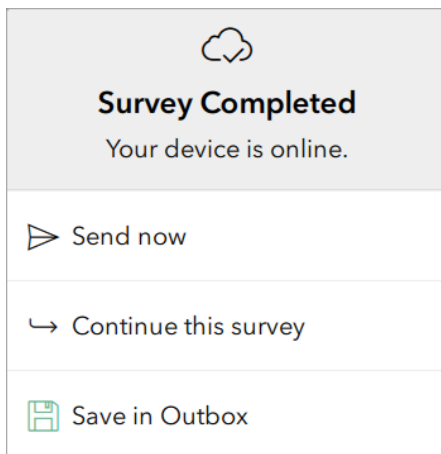 Survey Completed
Your device is online.
Send now
Continue this survey
Save in Outbox